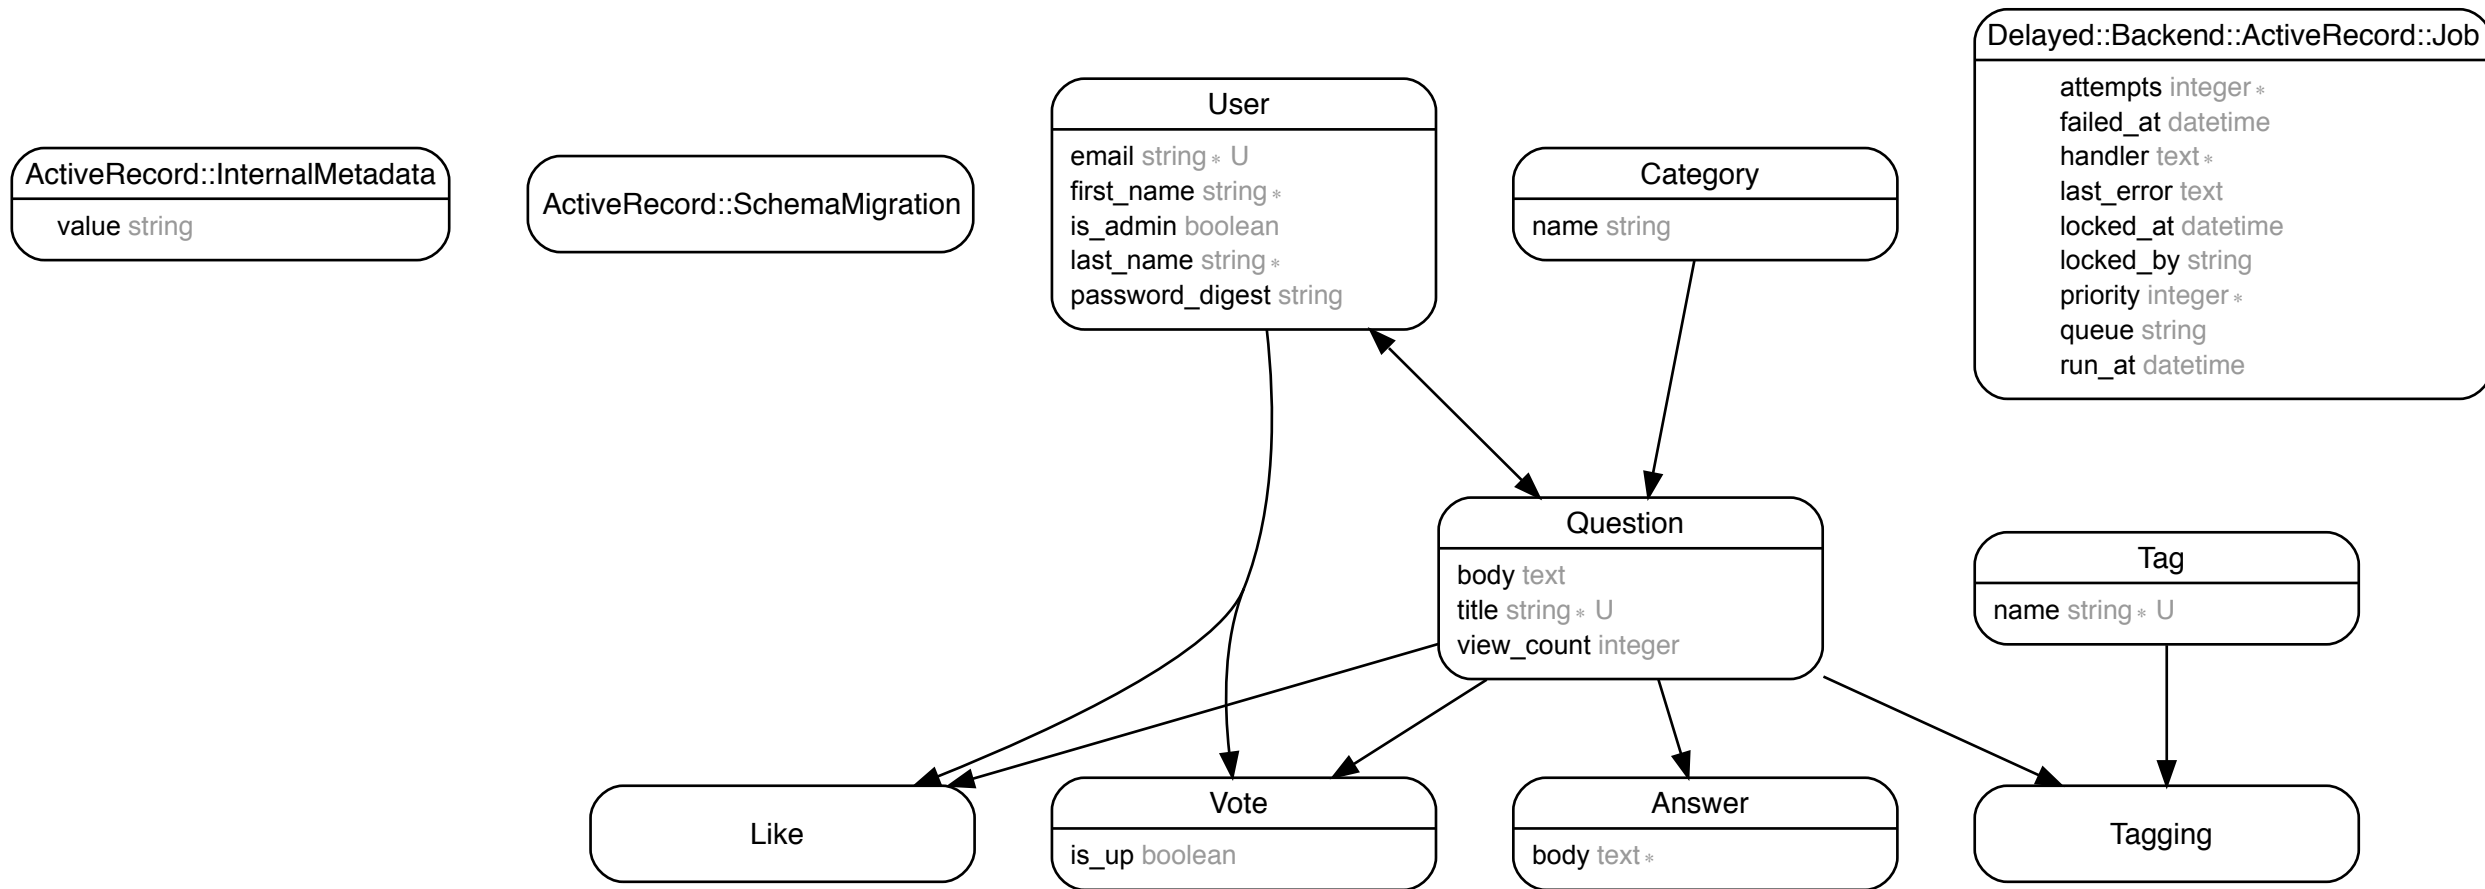 Delayed::Backend::ActiveRecord::Job
attempts integer *
failed_at datetime
handler text *
last_error text
locked_at datetime
locked_by string
priority integer *
queue string
run_at datetime
User
email string * U
first_name string *
is_admin boolean
last_name string *
password_digest string
ActiveRecord::InternalMetadata
value string
ActiveRecord::SchemaMigration
Category
name string
Question
body text
title string * U
view_count integer
Tag
name string * U
Like
Vote
is_up boolean
Answer
body text *
Tagging